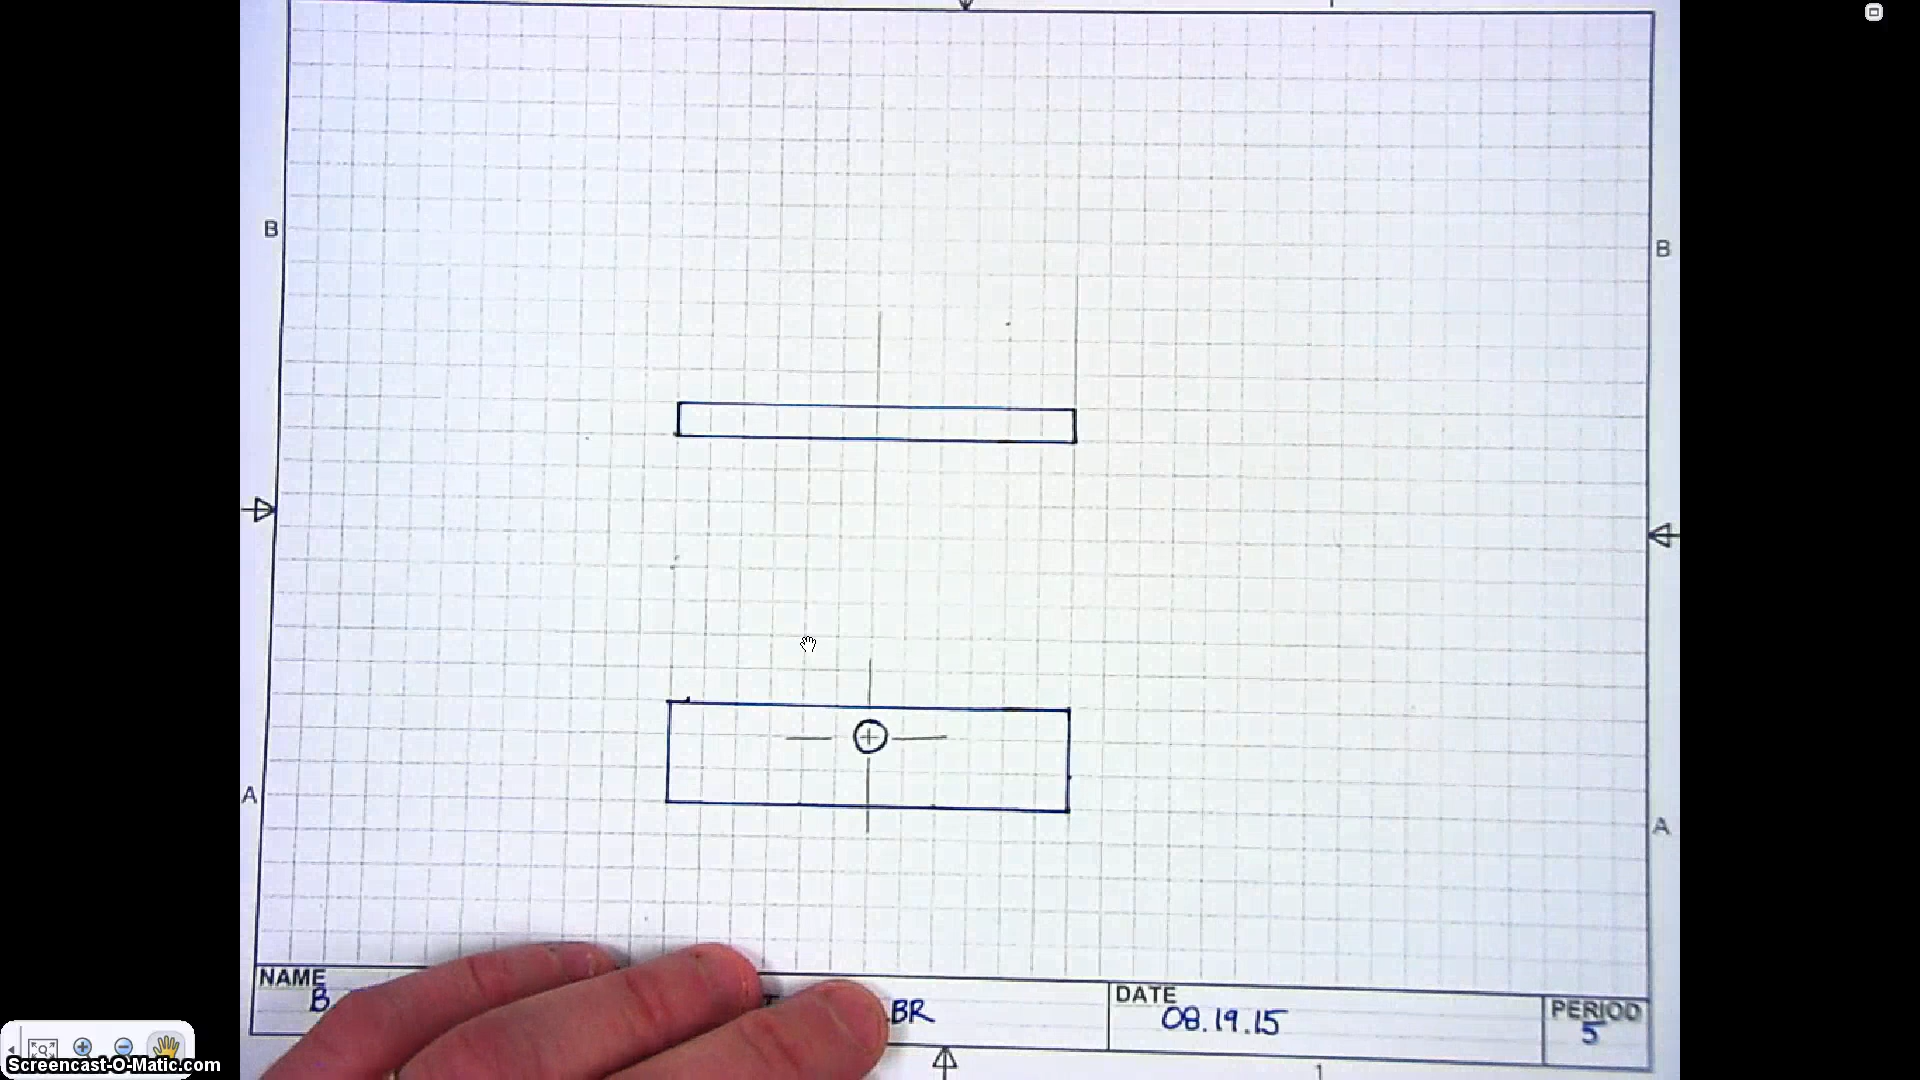 B
B
A
A
NAME
B
.BR
DATE
08.19.15
PERIOD
5
1
Screencast-O-Matic.com